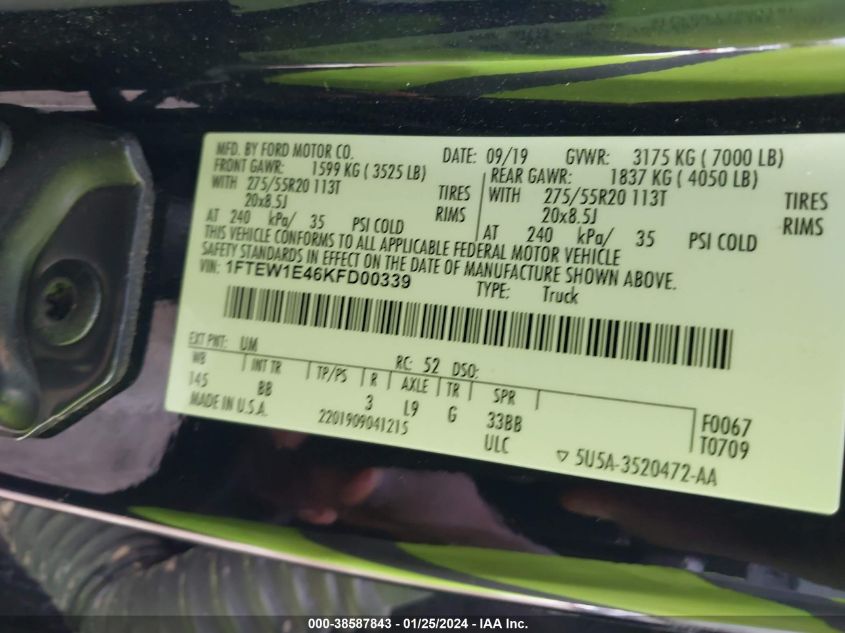 MFD. BY FORD MOTOR CO. DATE: 09/19 GVWR: 3175 KG ( 7000 LB)
FRONT GAWR: 1599 KG ( 3525 LB) REAR GAWR: 1837 KG ( 4050 LB)
WITH 275/55R20 113T TIRES WITH 275/55R20 113T TIRES
20x8.5J RIMS 20x8.5J RIMS
AT 240 kPa/ 35 PSI COLD AT 240 kPa/ 35 PSI COLD
THIS VEHICLE CONFORMS TO ALL APPLICABLE FEDERAL MOTOR VEHICLE
SAFETY STANDARDS IN EFFECT ON THE DATE OF MANUFACTURE SHOWN ABOVE.
VIN: 1FTEW1E46KFD00339 TYPE: Truck
EXT PNT: UM RC: 52 DSO:
WB INT TR TP/PS R AXLE TR SPR
145 BB 3 L9 G 33BB F0067
MADE IN U.S.A. 2201909041215 ULC T0709
▽ 5U5A-3520472-AA
000-38587843 - 01/25/2024 - IAA Inc.